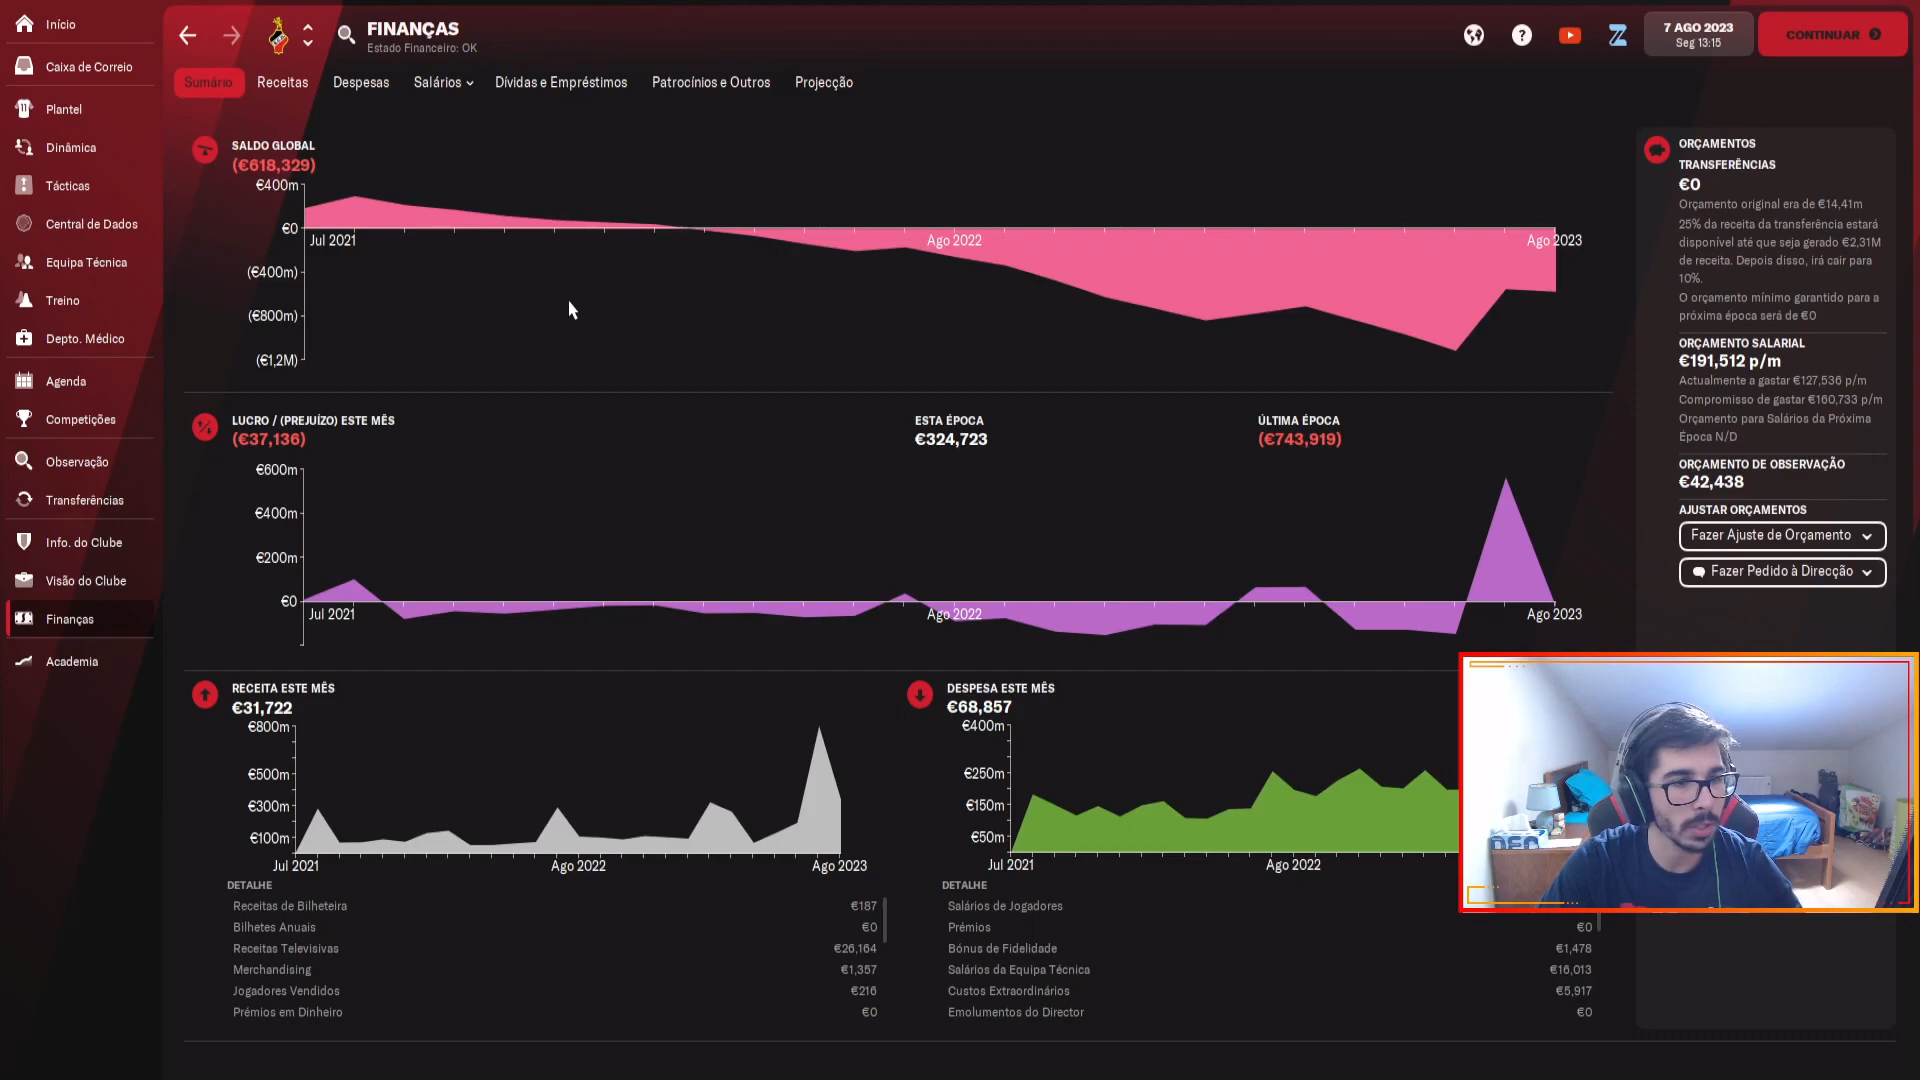 Início
Caixa de Correio
Plantel
Dinâmica
Tácticas
Central de Dados
Equipa Técnica
Treino
Depto. Médico
Agenda
Competições
Observação
Transferências
Info. do Clube
Visão do Clube
Finanças
Academia
FINANÇAS
Estado Financeiro: OK
7 AGO 2023
Seg 13:15
CONTINUAR
Sumário
Receitas
Despesas
Salários
Dívidas e Empréstimos
Patrocínios e Outros
Projecção
SALDO GLOBAL
(€618,329)
€400m
€0
(€400m)
(€800m)
(€1,2M)
Jul 2021
Ago 2022
Ago 2023
LUCRO / (PREJUÍZO) ESTE MÊS
(€37,136)
ESTA ÉPOCA
€324,723
ÚLTIMA ÉPOCA
(€743,919)
€600m
€400m
€200m
€0
Jul 2021
Ago 2022
Ago 2023
RECEITA ESTE MÊS
€31,722
€800m
€500m
€300m
€100m
Jul 2021
Ago 2022
Ago 2023
DETALHE
Receitas de Bilheteira €187
Bilhetes Anuais €0
Receitas Televisivas €26,164
Merchandising €1,357
Jogadores Vendidos €216
Prémios em Dinheiro €0
DESPESA ESTE MÊS
€68,857
€400m
€250m
€150m
€50m
Jul 2021
Ago 2022
DETALHE
Salários de Jogadores
Prémios €0
Bónus de Fidelidade €1,478
Salários da Equipa Técnica €16,013
Custos Extraordinários €5,917
Emolumentos do Director €0
ORÇAMENTOS
TRANSFERÊNCIAS
€0
Orçamento original era de €14,41m
25% da receita da transferência estará
disponível até que seja gerado €2,31M
de receita. Depois disso, irá cair para
10%.
O orçamento mínimo garantido para a
próxima época será de €0
ORÇAMENTO SALARIAL
€191,512 p/m
Actualmente a gastar €127,536 p/m
Compromisso de gastar €160,733 p/m
Orçamento para Salários da Próxima
Época N/D
ORÇAMENTO DE OBSERVAÇÃO
€42,438
AJUSTAR ORÇAMENTOS
Fazer Ajuste de Orçamento
Fazer Pedido à Direcção